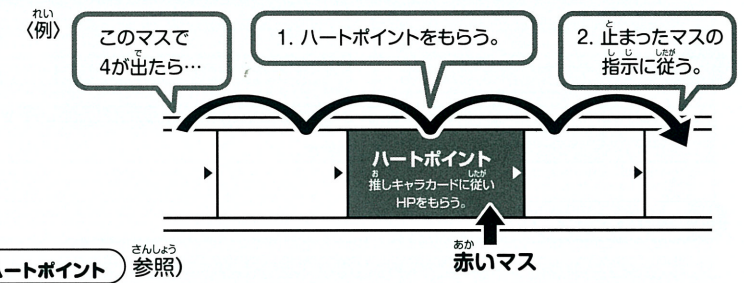 〈例〉
れい
このマスで
4が出たら…
で
1. ハートポイントをもらう。
2. 止まったマスの
と
指示に従う。
しじ したが
ハートポイント
推しキャラカードに従い
お したが
HPをもらう。
赤いマス
あか
ートポイント 参照)
さんしょう